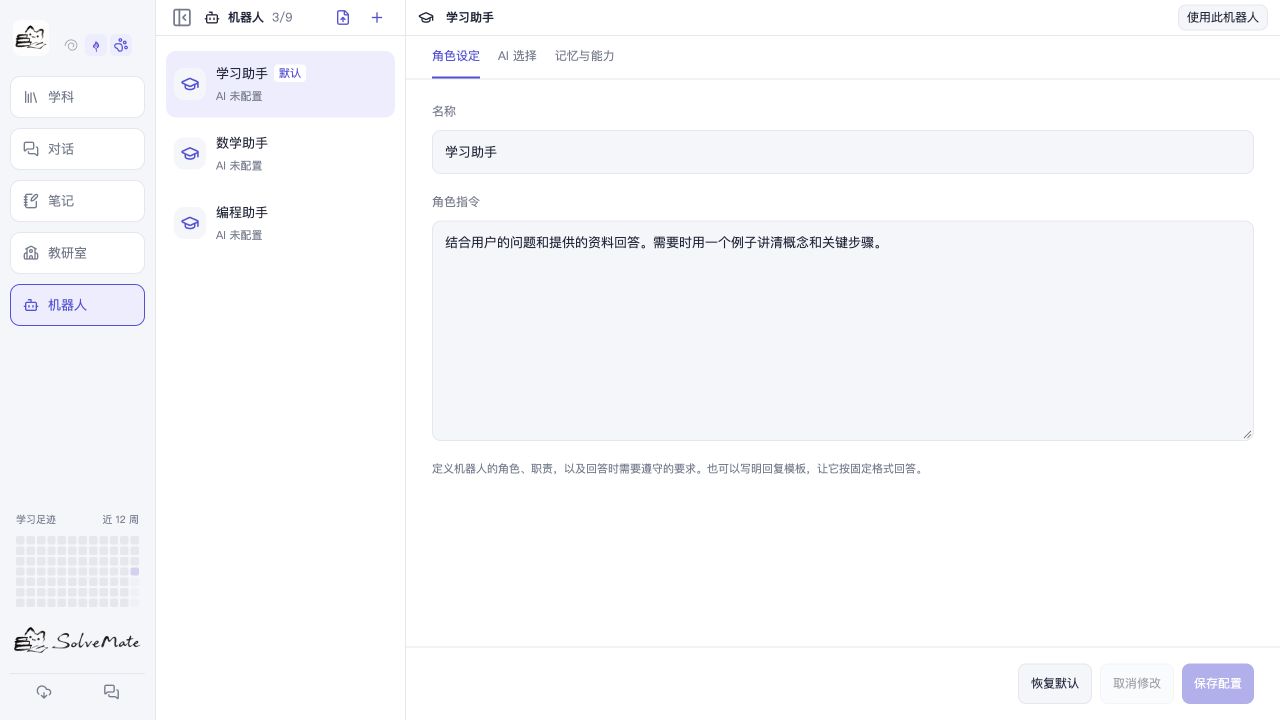 学科
对话
笔记
教研室
机器人
学习足迹 近 12 周
SolveMate
机器人 3/9
学习助手 默认
AI 未配置
数学助手
AI 未配置
编程助手
AI 未配置
学习助手
使用此机器人
角色设定 AI 选择 记忆与能力
名称
学习助手
角色指令
结合用户的问题和提供的资料回答。需要时用一个例子讲清概念和关键步骤。
定义机器人的角色、职责，以及回答时需要遵守的要求。也可以写明回复模板，让它按固定格式回答。
恢复默认 取消修改 保存配置